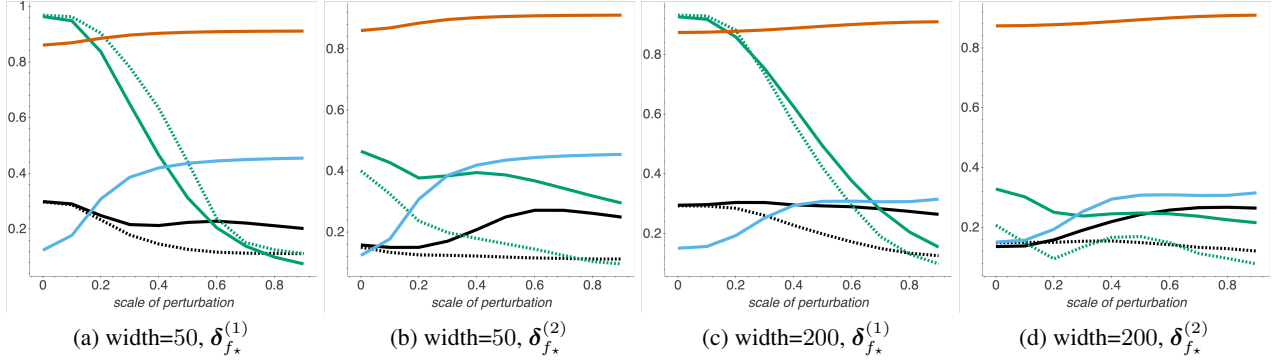 1
0.8
0.6
0.4
0.2
0 0.2 0.4 0.6 0.8
scale of perturbation
(a) width=50, δ_{f⋆}^{(1)}
0.8
0.6
0.4
0.2
0 0.2 0.4 0.6 0.8
scale of perturbation
(b) width=50, δ_{f⋆}^{(2)}
1
0.8
0.6
0.4
0.2
0 0.2 0.4 0.6 0.8
scale of perturbation
(c) width=200, δ_{f⋆}^{(1)}
0.8
0.6
0.4
0.2
0 0.2 0.4 0.6 0.8
scale of perturbation
(d) width=200, δ_{f⋆}^{(2)}